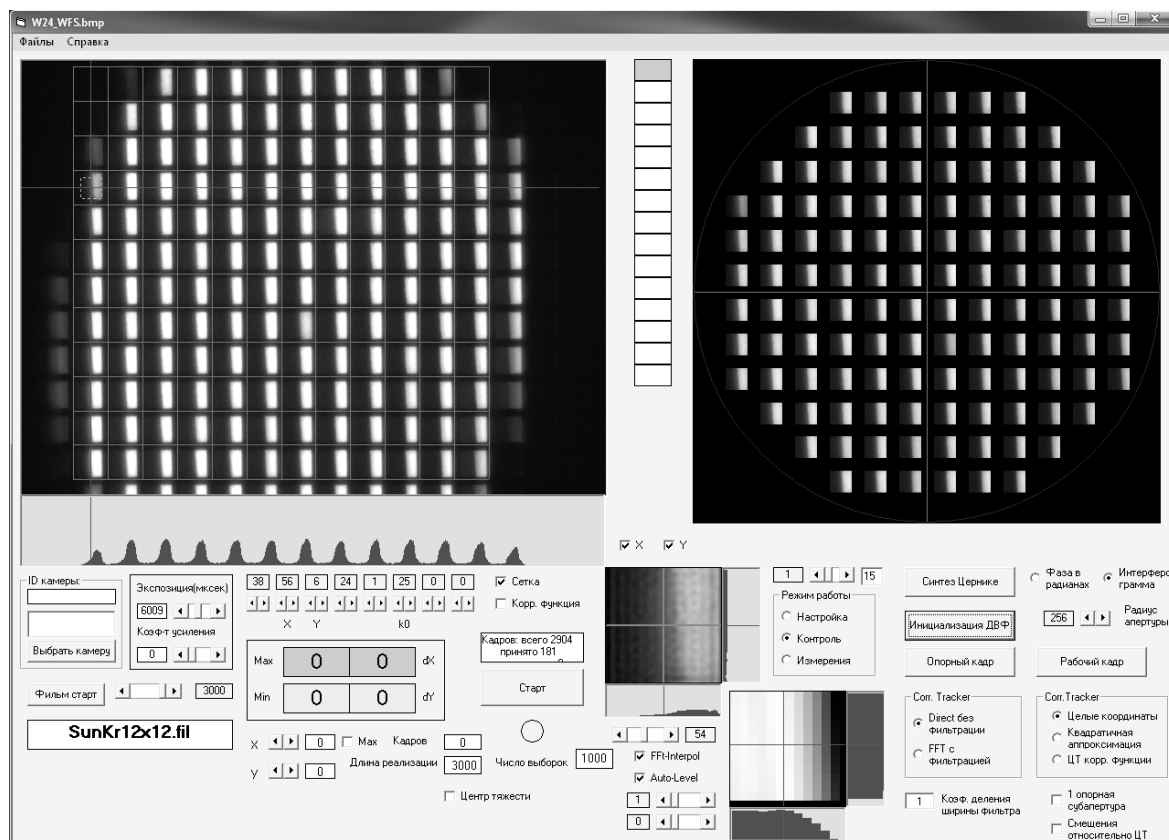 W24_WFS.bmp
Файлы Справка
X Y
ID камеры:
Выбрать камеру
Экспозиция(мксек)
6009
Коэф-т усиления
0
Фильм старт
3000
SunKr12x12.fil
38 56 6 24 1 25 0 0
X Y k0
Max 0 0 dX
Min 0 0 dY
X 0 Max Кадров 0
Y 0 Длина реализации 3000
Центр тяжести
Сетка
Корр. функция
Кадров: всего 2904
принято 181
Старт
Число выборок 1000
54
FFt-Interpol
Auto-Level
1
0
1 15
Режим работы
Настройка
Контроль
Измерения
Синтез Цернике
Инициализация ДВФ
Опорный кадр
Фаза в
радианах
Интерферо
грамма
256 Радиус
апертуры
Рабочий кадр
Corr. Tracker
Direct без
фильтрации
FFT с
фильтрацией
Corr.Tracker
Целые координаты
Квадратичная
аппроксимация
ЦТ корр. функции
1 Коэф. деления
ширины фильтра
1 опорная
субапертура
Смещения
относительно ЦТ